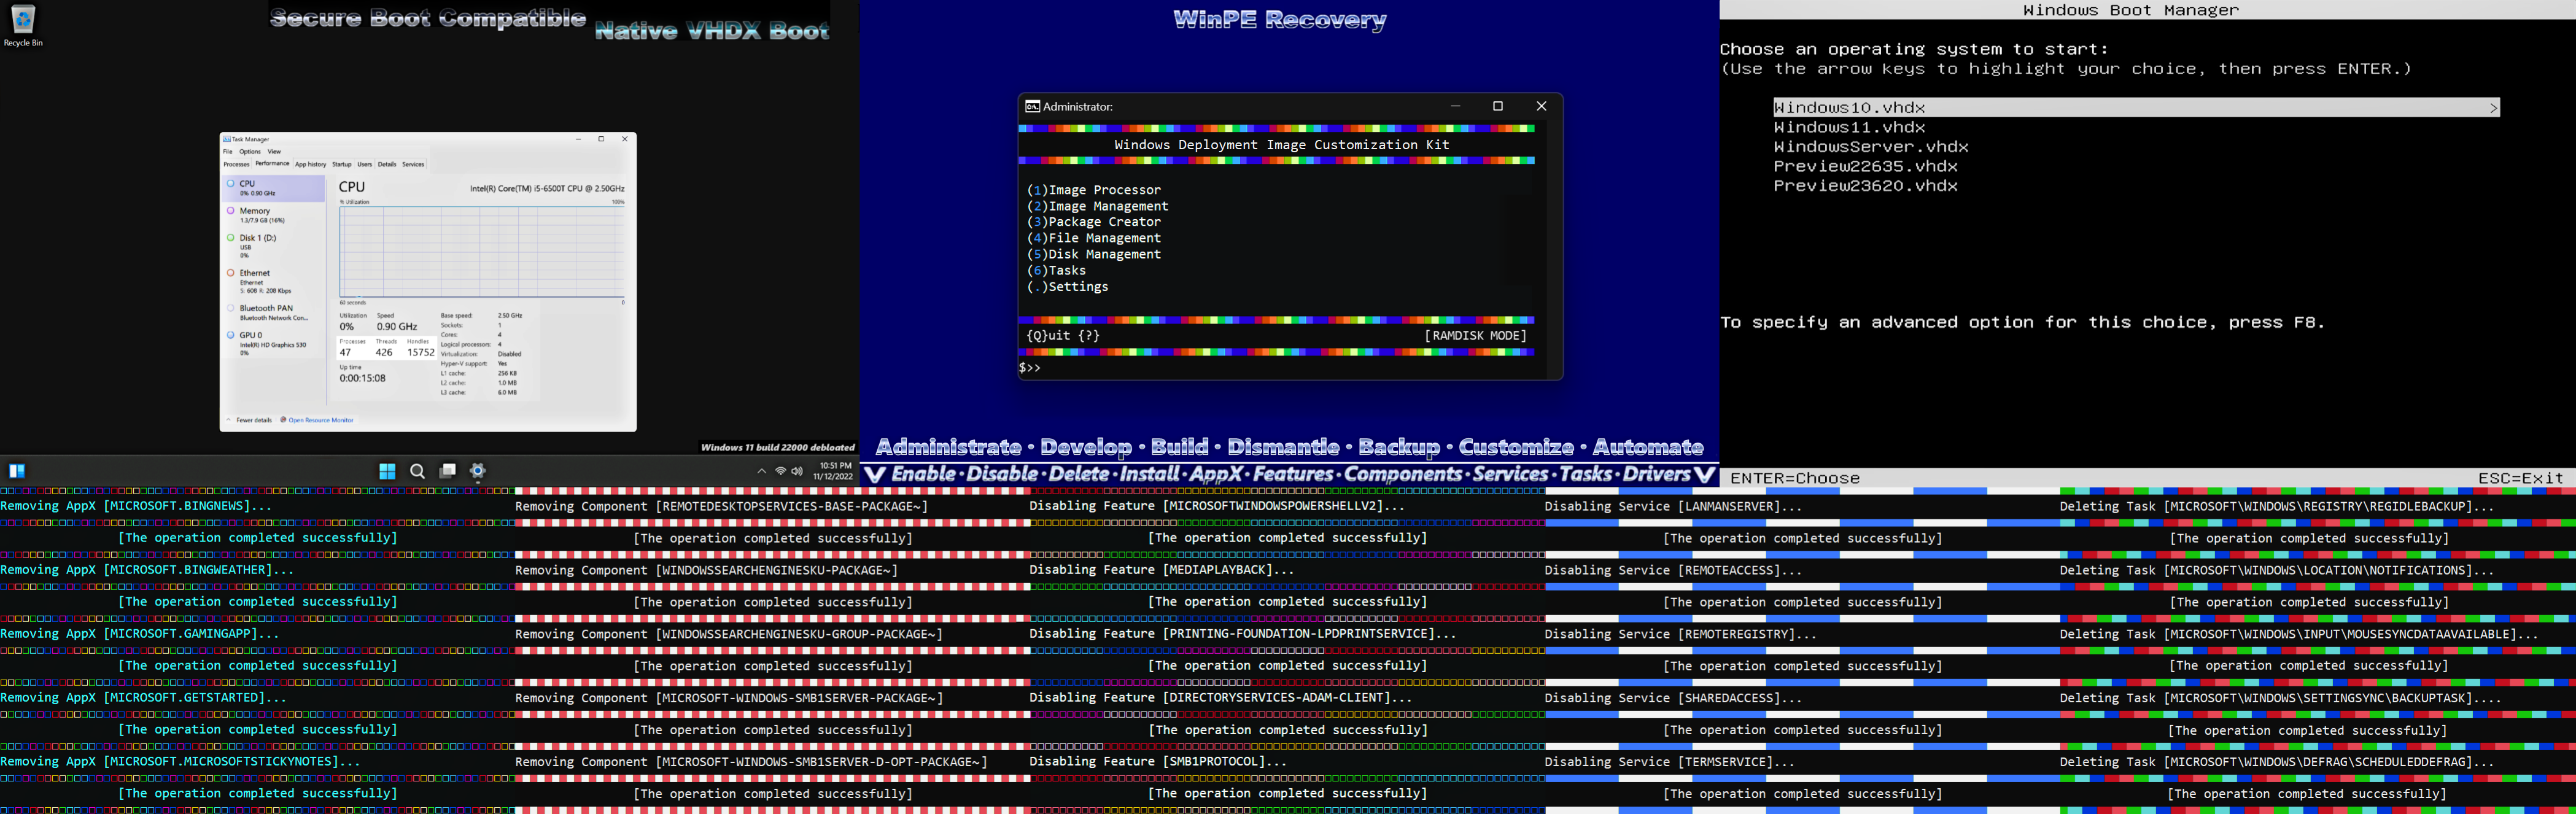 Recycle Bin
Secure Boot Compatible
Native VHDX Boot
Task Manager
File Options View
Processes Performance App history Startup Users Details Services
CPU
0% 0.90 GHz
Memory
1.3/7.9 GB (16%)
Disk 1 (D:)
USB
0%
Ethernet
Ethernet
S: 608 R: 208 Kbps
Bluetooth PAN
Bluetooth Network Con...
GPU 0
Intel(R) HD Graphics 530
0%
CPU Intel(R) Core(TM) i5-6500T CPU @ 2.50GHz
% Utilization 100%
60 seconds 0
Utilization Speed
0% 0.90 GHz
Processes Threads Handles
47 426 15752
Up time
0:00:15:08
Base speed: 2.50 GHz
Sockets: 1
Cores: 4
Logical processors: 4
Virtualization: Disabled
Hyper-V support: Yes
L1 cache: 256 KB
L2 cache: 1.0 MB
L3 cache: 6.0 MB
Fewer details Open Resource Monitor
Windows 11 build 22000 debloated
10:51 PM
11/12/2022
WinPE Recovery
Administrator:
Windows Deployment Image Customization Kit
(1)Image Processor
(2)Image Management
(3)Package Creator
(4)File Management
(5)Disk Management
(6)Tasks
(.)Settings
{Q}uit {?} [RAMDISK MODE]
$>>
Administrate · Develop · Build · Dismantle · Backup · Customize · Automate
Enable · Disable · Delete · Install · AppX · Features · Components · Services · Tasks · Drivers
Windows Boot Manager
Choose an operating system to start:
(Use the arrow keys to highlight your choice, then press ENTER.)
Windows10.vhdx >
Windows11.vhdx
WindowsServer.vhdx
Preview22635.vhdx
Preview23620.vhdx
To specify an advanced option for this choice, press F8.
ENTER=Choose ESC=Exit
Removing AppX [MICROSOFT.BINGNEWS]...
[The operation completed successfully]
Removing AppX [MICROSOFT.BINGWEATHER]...
[The operation completed successfully]
Removing AppX [MICROSOFT.GAMINGAPP]...
[The operation completed successfully]
Removing AppX [MICROSOFT.GETSTARTED]...
[The operation completed successfully]
Removing AppX [MICROSOFT.MICROSOFTSTICKYNOTES]...
[The operation completed successfully]
Removing Component [REMOTEDESKTOPSERVICES-BASE-PACKAGE~]
[The operation completed successfully]
Removing Component [WINDOWSSEARCHENGINESKU-PACKAGE~]
[The operation completed successfully]
Removing Component [WINDOWSSEARCHENGINESKU-GROUP-PACKAGE~]
[The operation completed successfully]
Removing Component [MICROSOFT-WINDOWS-SMB1SERVER-PACKAGE~]
[The operation completed successfully]
Removing Component [MICROSOFT-WINDOWS-SMB1SERVER-D-OPT-PACKAGE~]
[The operation completed successfully]
Disabling Feature [MICROSOFTWINDOWSPOWERSHELLV2]...
[The operation completed successfully]
Disabling Feature [MEDIAPLAYBACK]...
[The operation completed successfully]
Disabling Feature [PRINTING-FOUNDATION-LPDPRINTSERVICE]...
[The operation completed successfully]
Disabling Feature [DIRECTORYSERVICES-ADAM-CLIENT]...
[The operation completed successfully]
Disabling Feature [SMB1PROTOCOL]...
[The operation completed successfully]
Disabling Service [LANMANSERVER]...
[The operation completed successfully]
Disabling Service [REMOTEACCESS]...
[The operation completed successfully]
Disabling Service [REMOTEREGISTRY]...
[The operation completed successfully]
Disabling Service [SHAREDACCESS]...
[The operation completed successfully]
Disabling Service [TERMSERVICE]...
[The operation completed successfully]
Deleting Task [MICROSOFT\WINDOWS\REGISTRY\REGIDLEBACKUP]...
[The operation completed successfully]
Deleting Task [MICROSOFT\WINDOWS\LOCATION\NOTIFICATIONS]...
[The operation completed successfully]
Deleting Task [MICROSOFT\WINDOWS\INPUT\MOUSESYNCDATAAVAILABLE]...
[The operation completed successfully]
Deleting Task [MICROSOFT\WINDOWS\SETTINGSYNC\BACKUPTASK]....
[The operation completed successfully]
Deleting Task [MICROSOFT\WINDOWS\DEFRAG\SCHEDULEDDEFRAG]...
[The operation completed successfully]